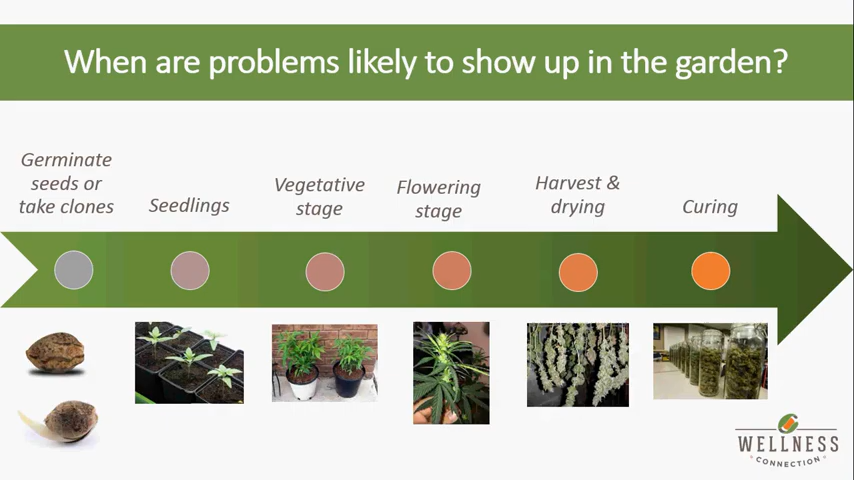 When are problems likely to show up in the garden?
Germinate
seeds or
take clones
Seedlings
Vegetative
stage
Flowering
stage
Harvest &
drying
Curing
WELLNESS
CONNECTION